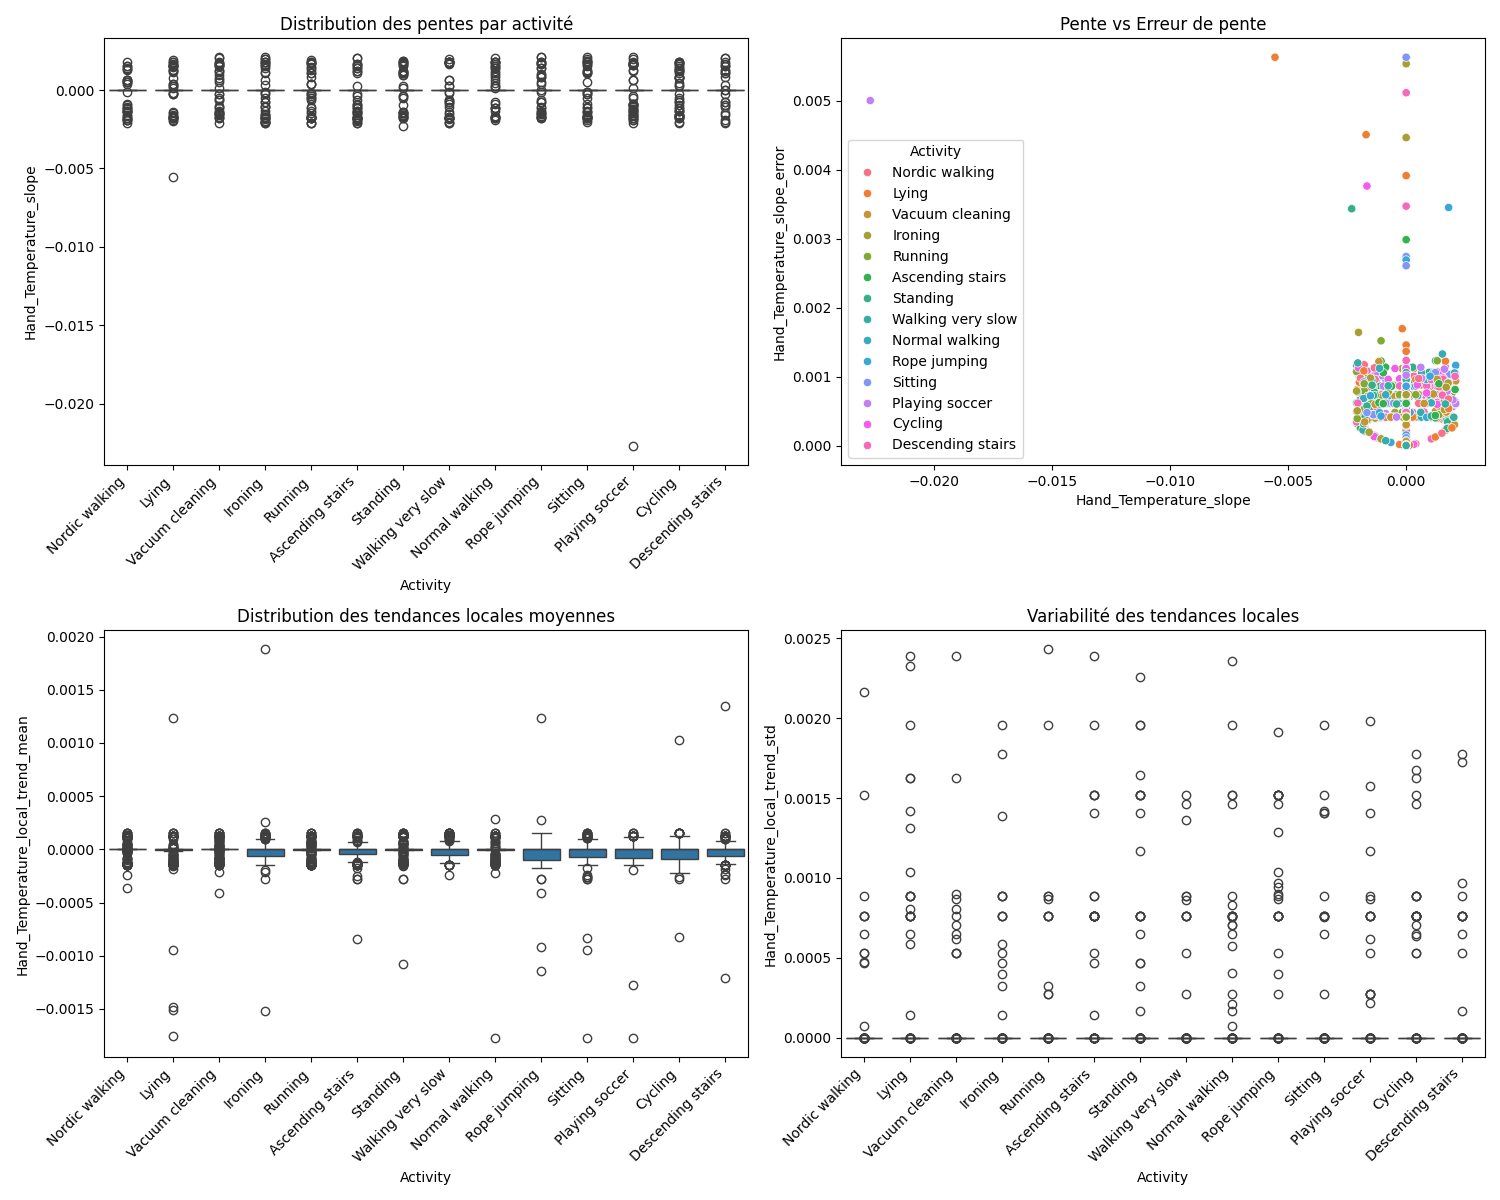 Distribution des pentes par activité
Hand_Temperature_slope
0.000
−0.005
−0.010
−0.015
−0.020
Nordic walking
Lying
Vacuum cleaning
Ironing
Running
Ascending stairs
Standing
Walking very slow
Normal walking
Rope jumping
Sitting
Playing soccer
Cycling
Descending stairs
Activity
Pente vs Erreur de pente
Hand_Temperature_slope_error
0.005
0.004
0.003
0.002
0.001
0.000
Activity
Nordic walking
Lying
Vacuum cleaning
Ironing
Running
Ascending stairs
Standing
Walking very slow
Normal walking
Rope jumping
Sitting
Playing soccer
Cycling
Descending stairs
−0.020
−0.015
−0.010
−0.005
0.000
Hand_Temperature_slope
Distribution des tendances locales moyennes
Hand_Temperature_local_trend_mean
0.0020
0.0015
0.0010
0.0005
0.0000
−0.0005
−0.0010
−0.0015
Nordic walking
Lying
Vacuum cleaning
Ironing
Running
Ascending stairs
Standing
Walking very slow
Normal walking
Rope jumping
Sitting
Playing soccer
Cycling
Descending stairs
Activity
Variabilité des tendances locales
Hand_Temperature_local_trend_std
0.0025
0.0020
0.0015
0.0010
0.0005
0.0000
Nordic walking
Lying
Vacuum cleaning
Ironing
Running
Ascending stairs
Standing
Walking very slow
Normal walking
Rope jumping
Sitting
Playing soccer
Cycling
Descending stairs
Activity